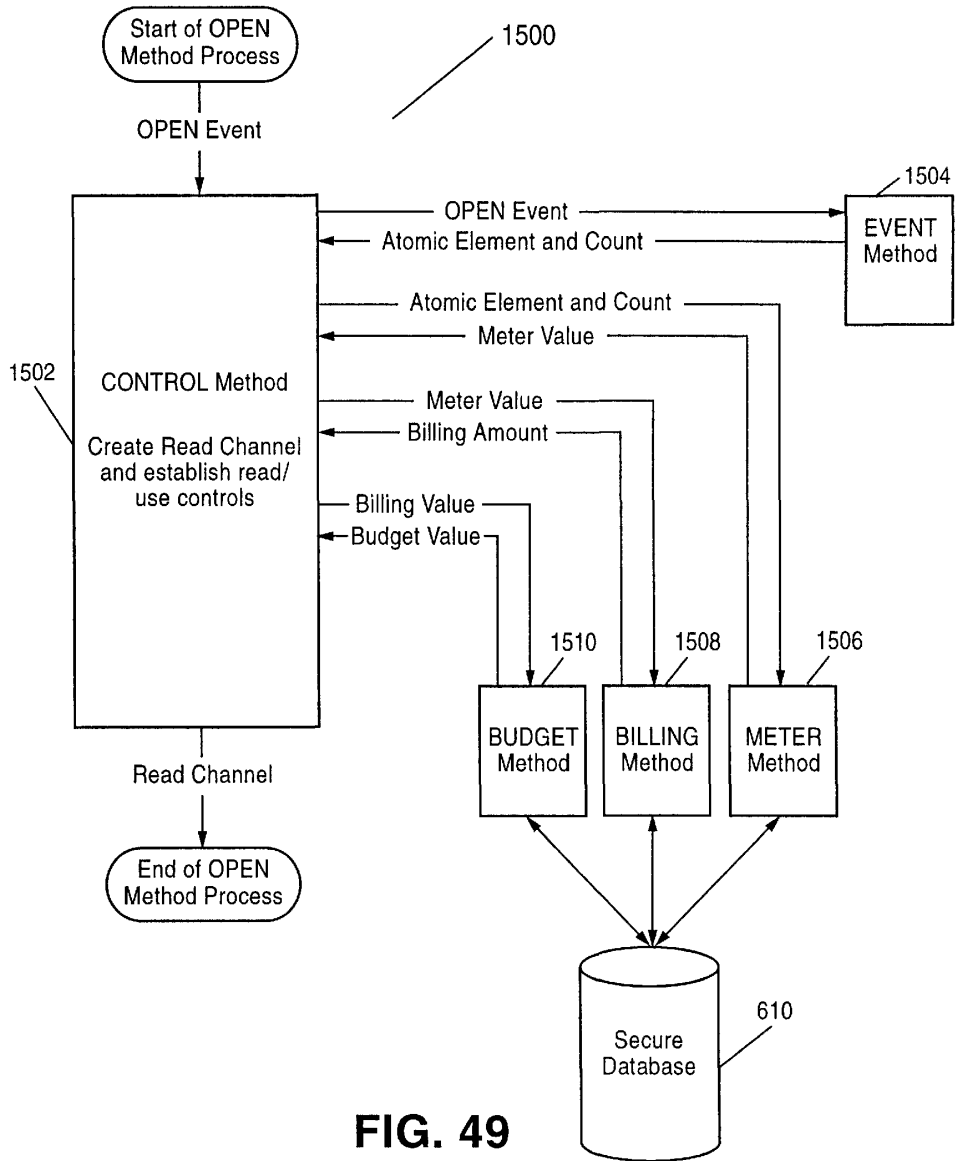 Start of OPEN
Method Process
1500
OPEN Event
1504
OPEN Event
EVENT
Method
Atomic Element and Count
Atomic Element and Count
Meter Value
1502
CONTROL Method
Create Read Channel
and establish read/
use controls
Meter Value
Billing Amount
Billing Value
Budget Value
1510
1508
1506
BUDGET
Method
BILLING
Method
METER
Method
Read Channel
End of OPEN
Method Process
610
Secure
Database
FIG. 49